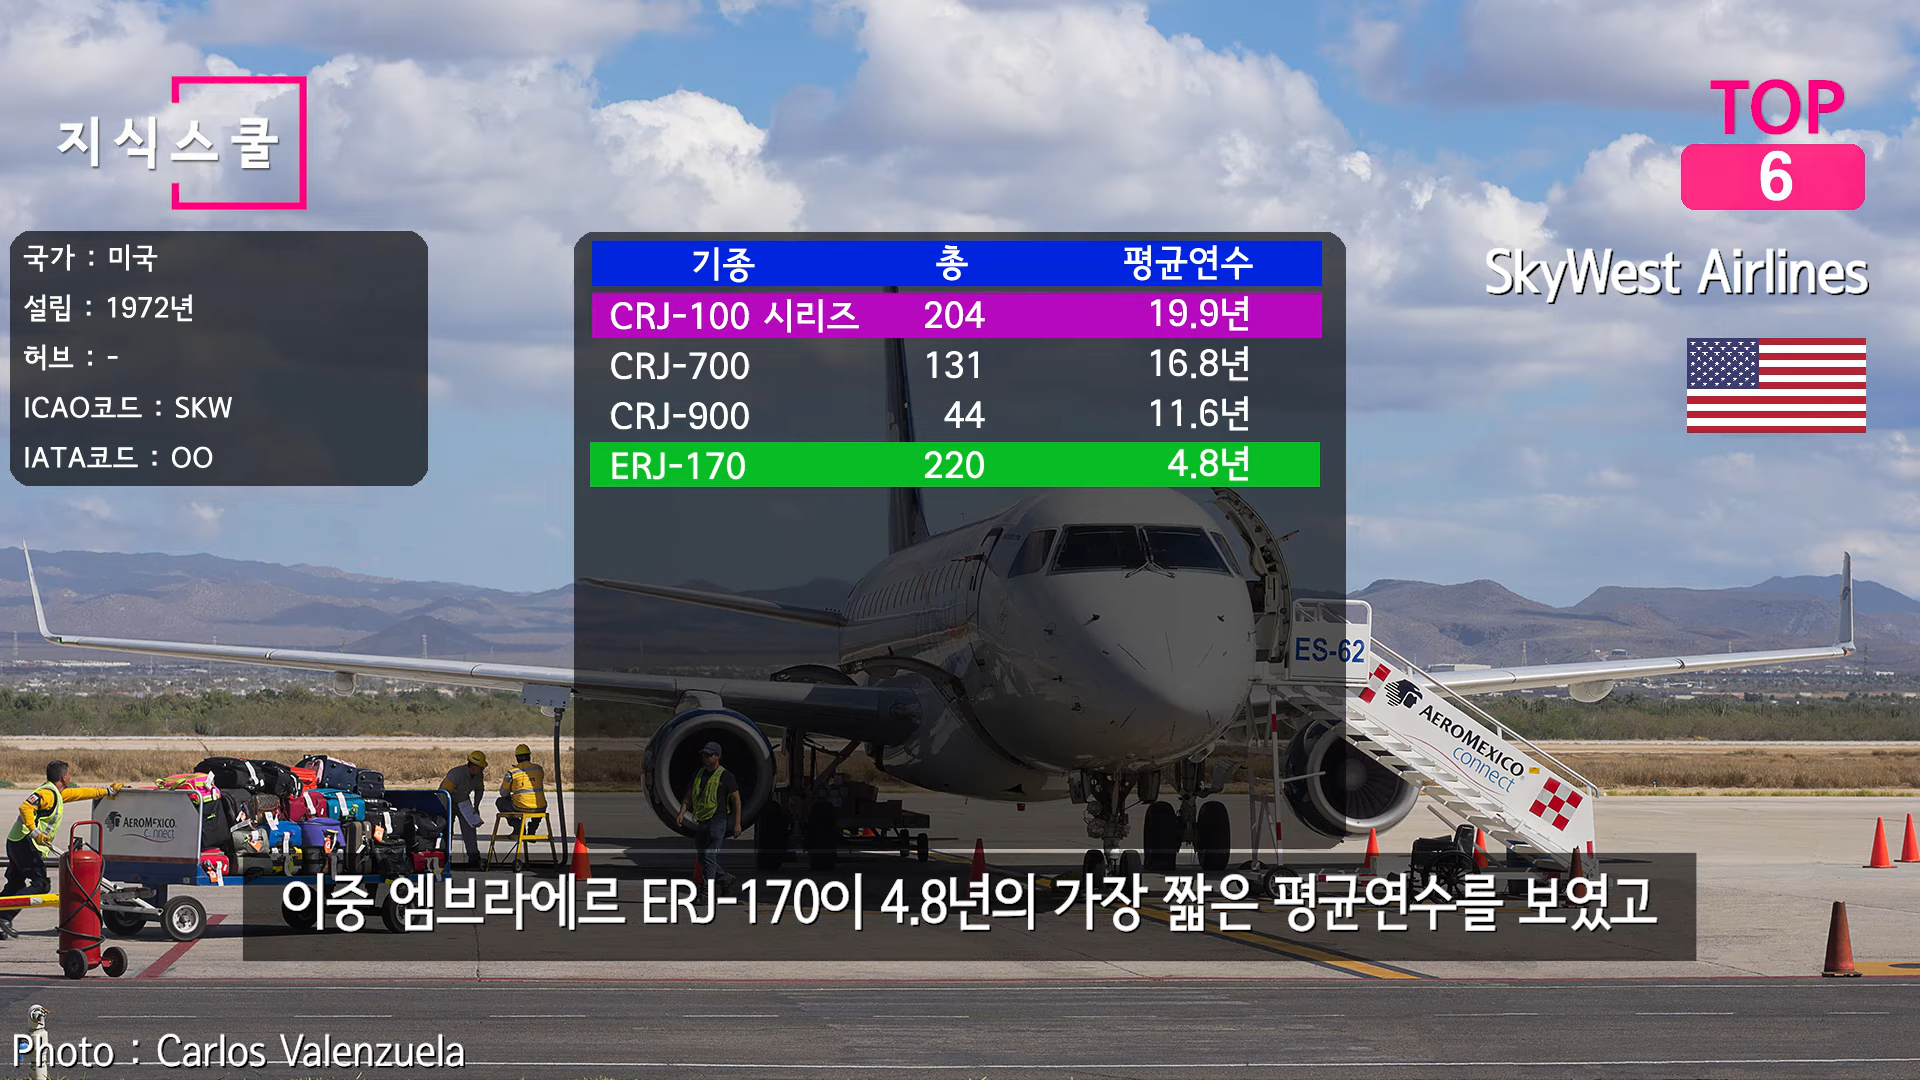 지식스쿨
TOP
6
SkyWest Airlines
국가 : 미국
설립 : 1972년
허브 : -
ICAO코드 : SKW
IATA코드 : OO
기종 총 평균연수
CRJ-100 시리즈 204 19.9년
CRJ-700 131 16.8년
CRJ-900 44 11.6년
ERJ-170 220 4.8년
ES-62
AEROMEXICO
connect
AEROMEXICO
connect
이중 엠브라에르 ERJ-170이 4.8년의 가장 짧은 평균연수를 보였고
Photo : Carlos Valenzuela